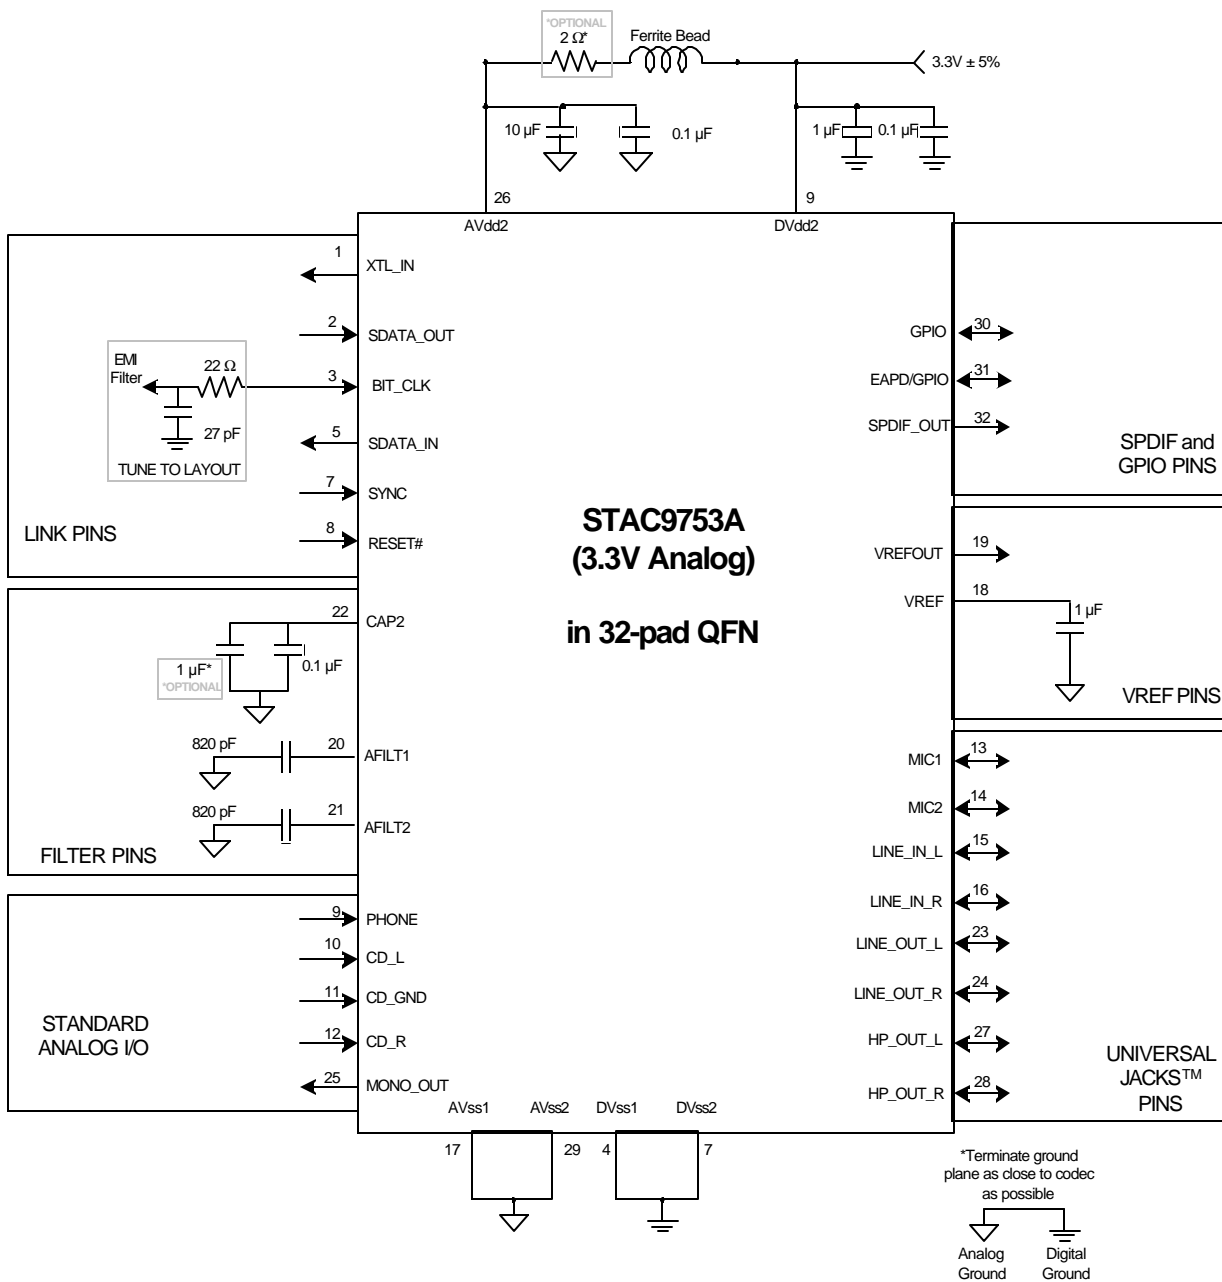 *OPTIONAL
2 Ω*
Ferrite Bead
3.3V ± 5%
10 µF
0.1 µF
1 µF
0.1 µF
26
9
AVdd2
DVdd2
1
XTL_IN
2
SDATA_OUT
EMI
Filter
22 Ω
3
BIT_CLK
27 pF
TUNE TO LAYOUT
5
SDATA_IN
7
SYNC
8
RESET#
LINK PINS
22
CAP2
1 µF*
*OPTIONAL
0.1 µF
820 pF
20
AFILT1
820 pF
21
AFILT2
FILTER PINS
9
PHONE
10
CD_L
11
CD_GND
12
CD_R
25
MONO_OUT
STANDARD
ANALOG I/O
STAC9753A
(3.3V Analog)
in 32-pad QFN
GPIO
30
EAPD/GPIO
31
SPDIF_OUT
32
SPDIF and
GPIO PINS
VREFOUT
19
VREF
18
1 µF
VREF PINS
MIC1
13
MIC2
14
LINE_IN_L
15
LINE_IN_R
16
LINE_OUT_L
23
LINE_OUT_R
24
HP_OUT_L
27
HP_OUT_R
28
UNIVERSAL
JACKS™
PINS
AVss1
AVss2
DVss1
DVss2
17
29
4
7
*Terminate ground
plane as close to codec
as possible
Analog
Ground
Digital
Ground